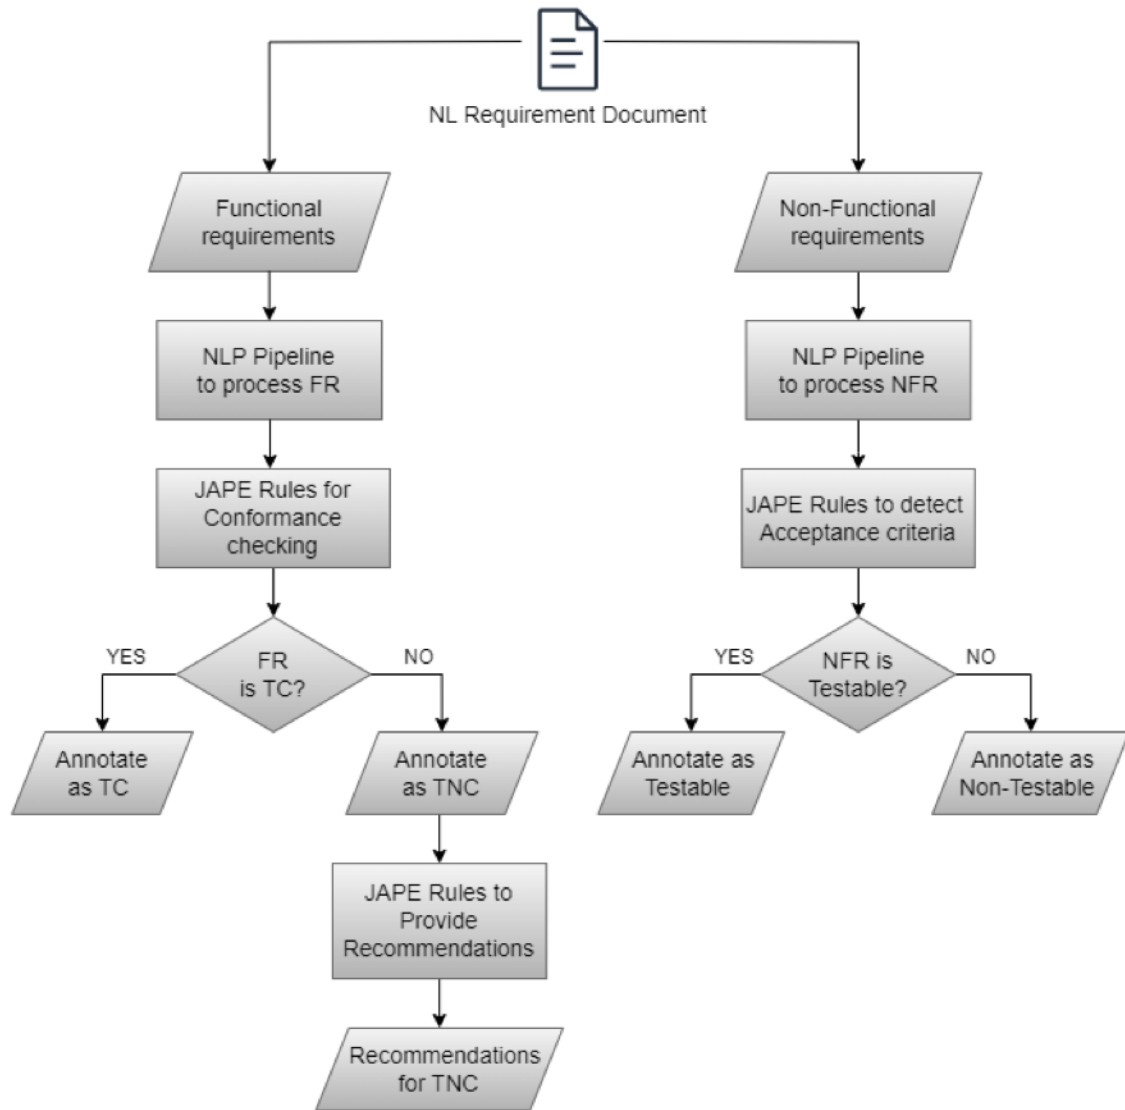 NL Requirement Document
Functional
requirements
Non-Functional
requirements
NLP Pipeline
to process FR
NLP Pipeline
to process NFR
JAPE Rules for
Conformance
checking
JAPE Rules to detect
Acceptance criteria
YES
FR
is TC?
NO
YES
NFR is
Testable?
NO
Annotate
as TC
Annotate
as TNC
Annotate as
Testable
Annotate as
Non-Testable
JAPE Rules to
Provide
Recommendations
Recommendations
for TNC